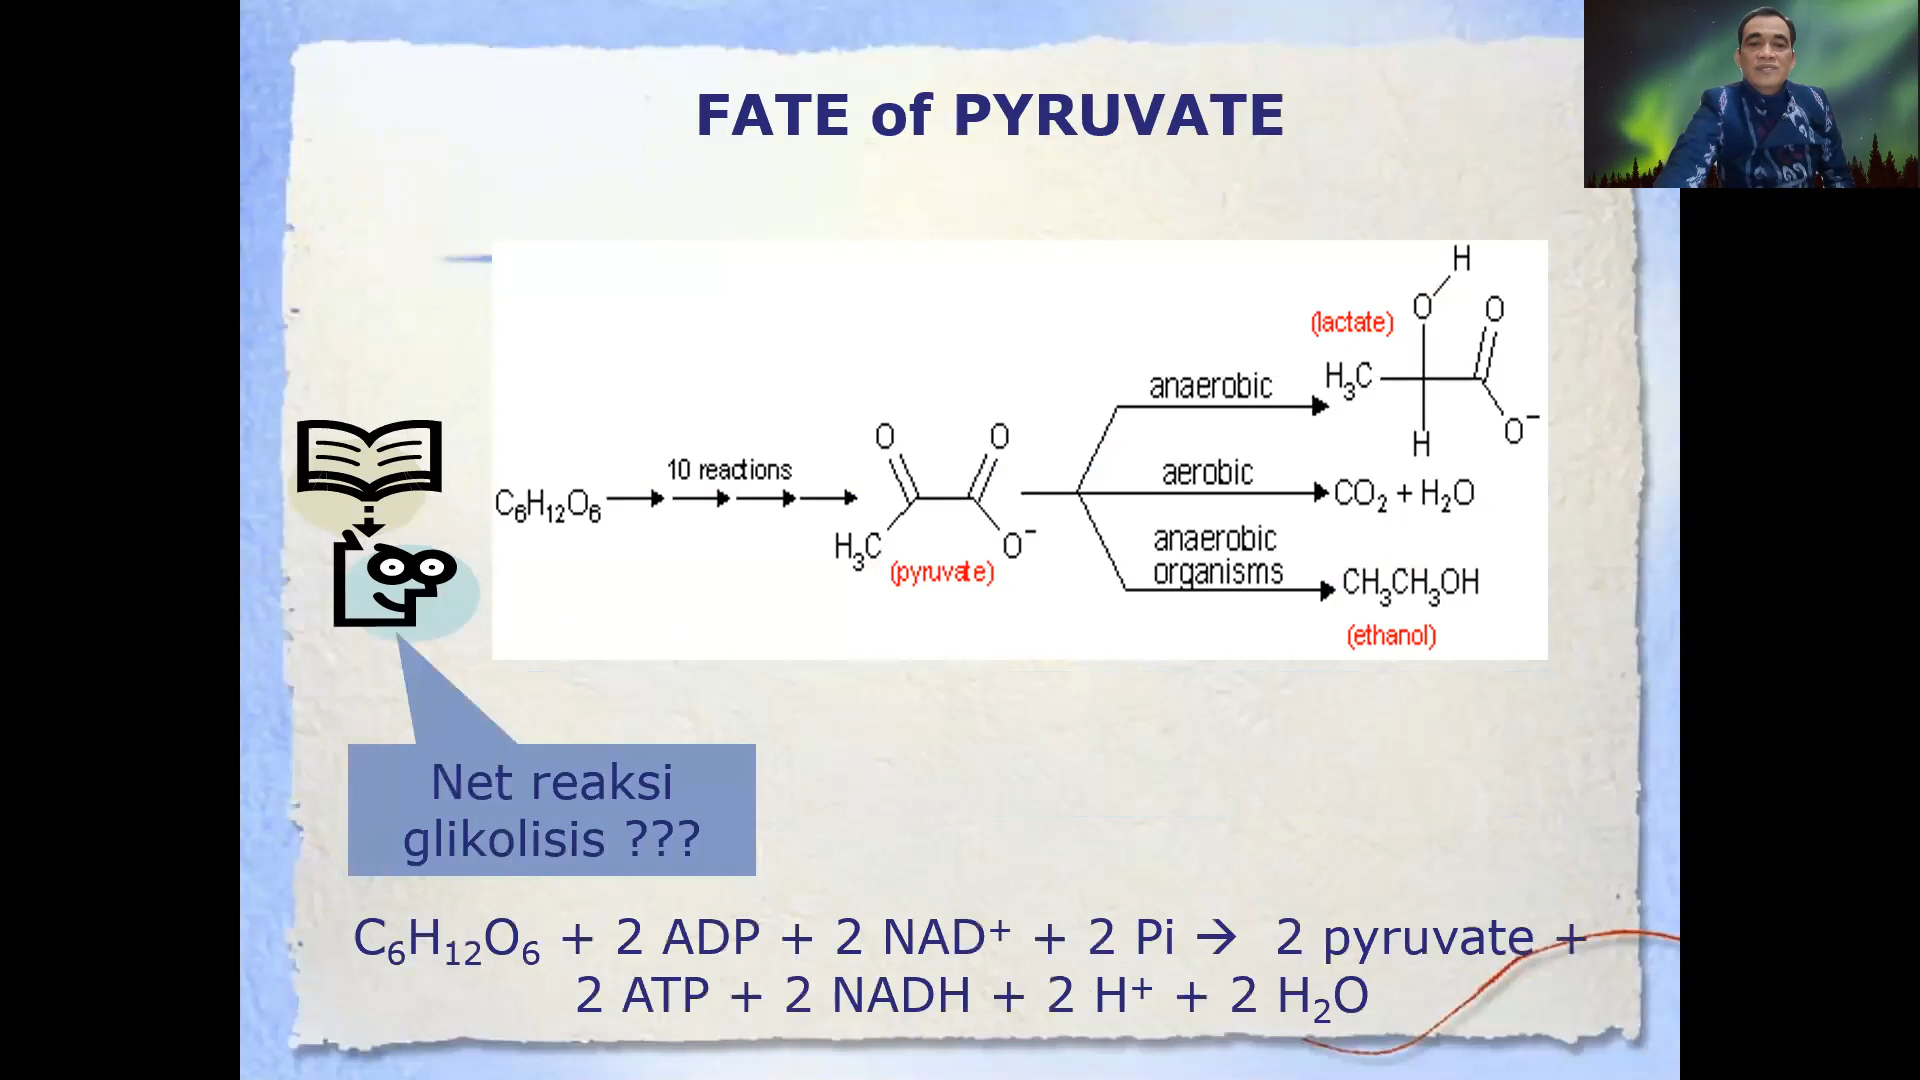 FATE of PYRUVATE
(lactate)
H
O
O
H₃C
H
O⁻
anaerobic
10 reactions
C₆H₁₂O₆
O
O
H₃C
O⁻
(pyruvate)
aerobic
CO₂ + H₂O
anaerobic
organisms
CH₃CH₃OH
(ethanol)
Net reaksi
glikolisis ???
C₆H₁₂O₆ + 2 ADP + 2 NAD⁺ + 2 Pi → 2 pyruvate +
2 ATP + 2 NADH + 2 H⁺ + 2 H₂O